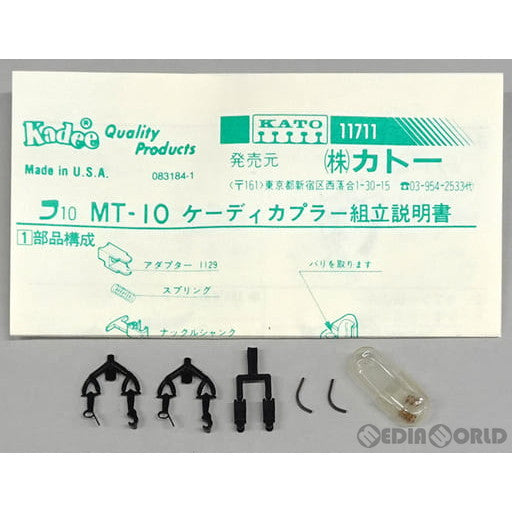 Kadee® Quality Products
Made in U.S.A.
083184-1
KATO 11711
発売元 (株)カトー
〈〒161〉東京都新宿区西落合1-30-15 ☎03-954-2533代
フ10 MT-10 ケーディカプラー組立説明書
1 部品構成
アダプター 1129
スプリング
ナックルシャンク
バリを取ります
MEDIAWORLD